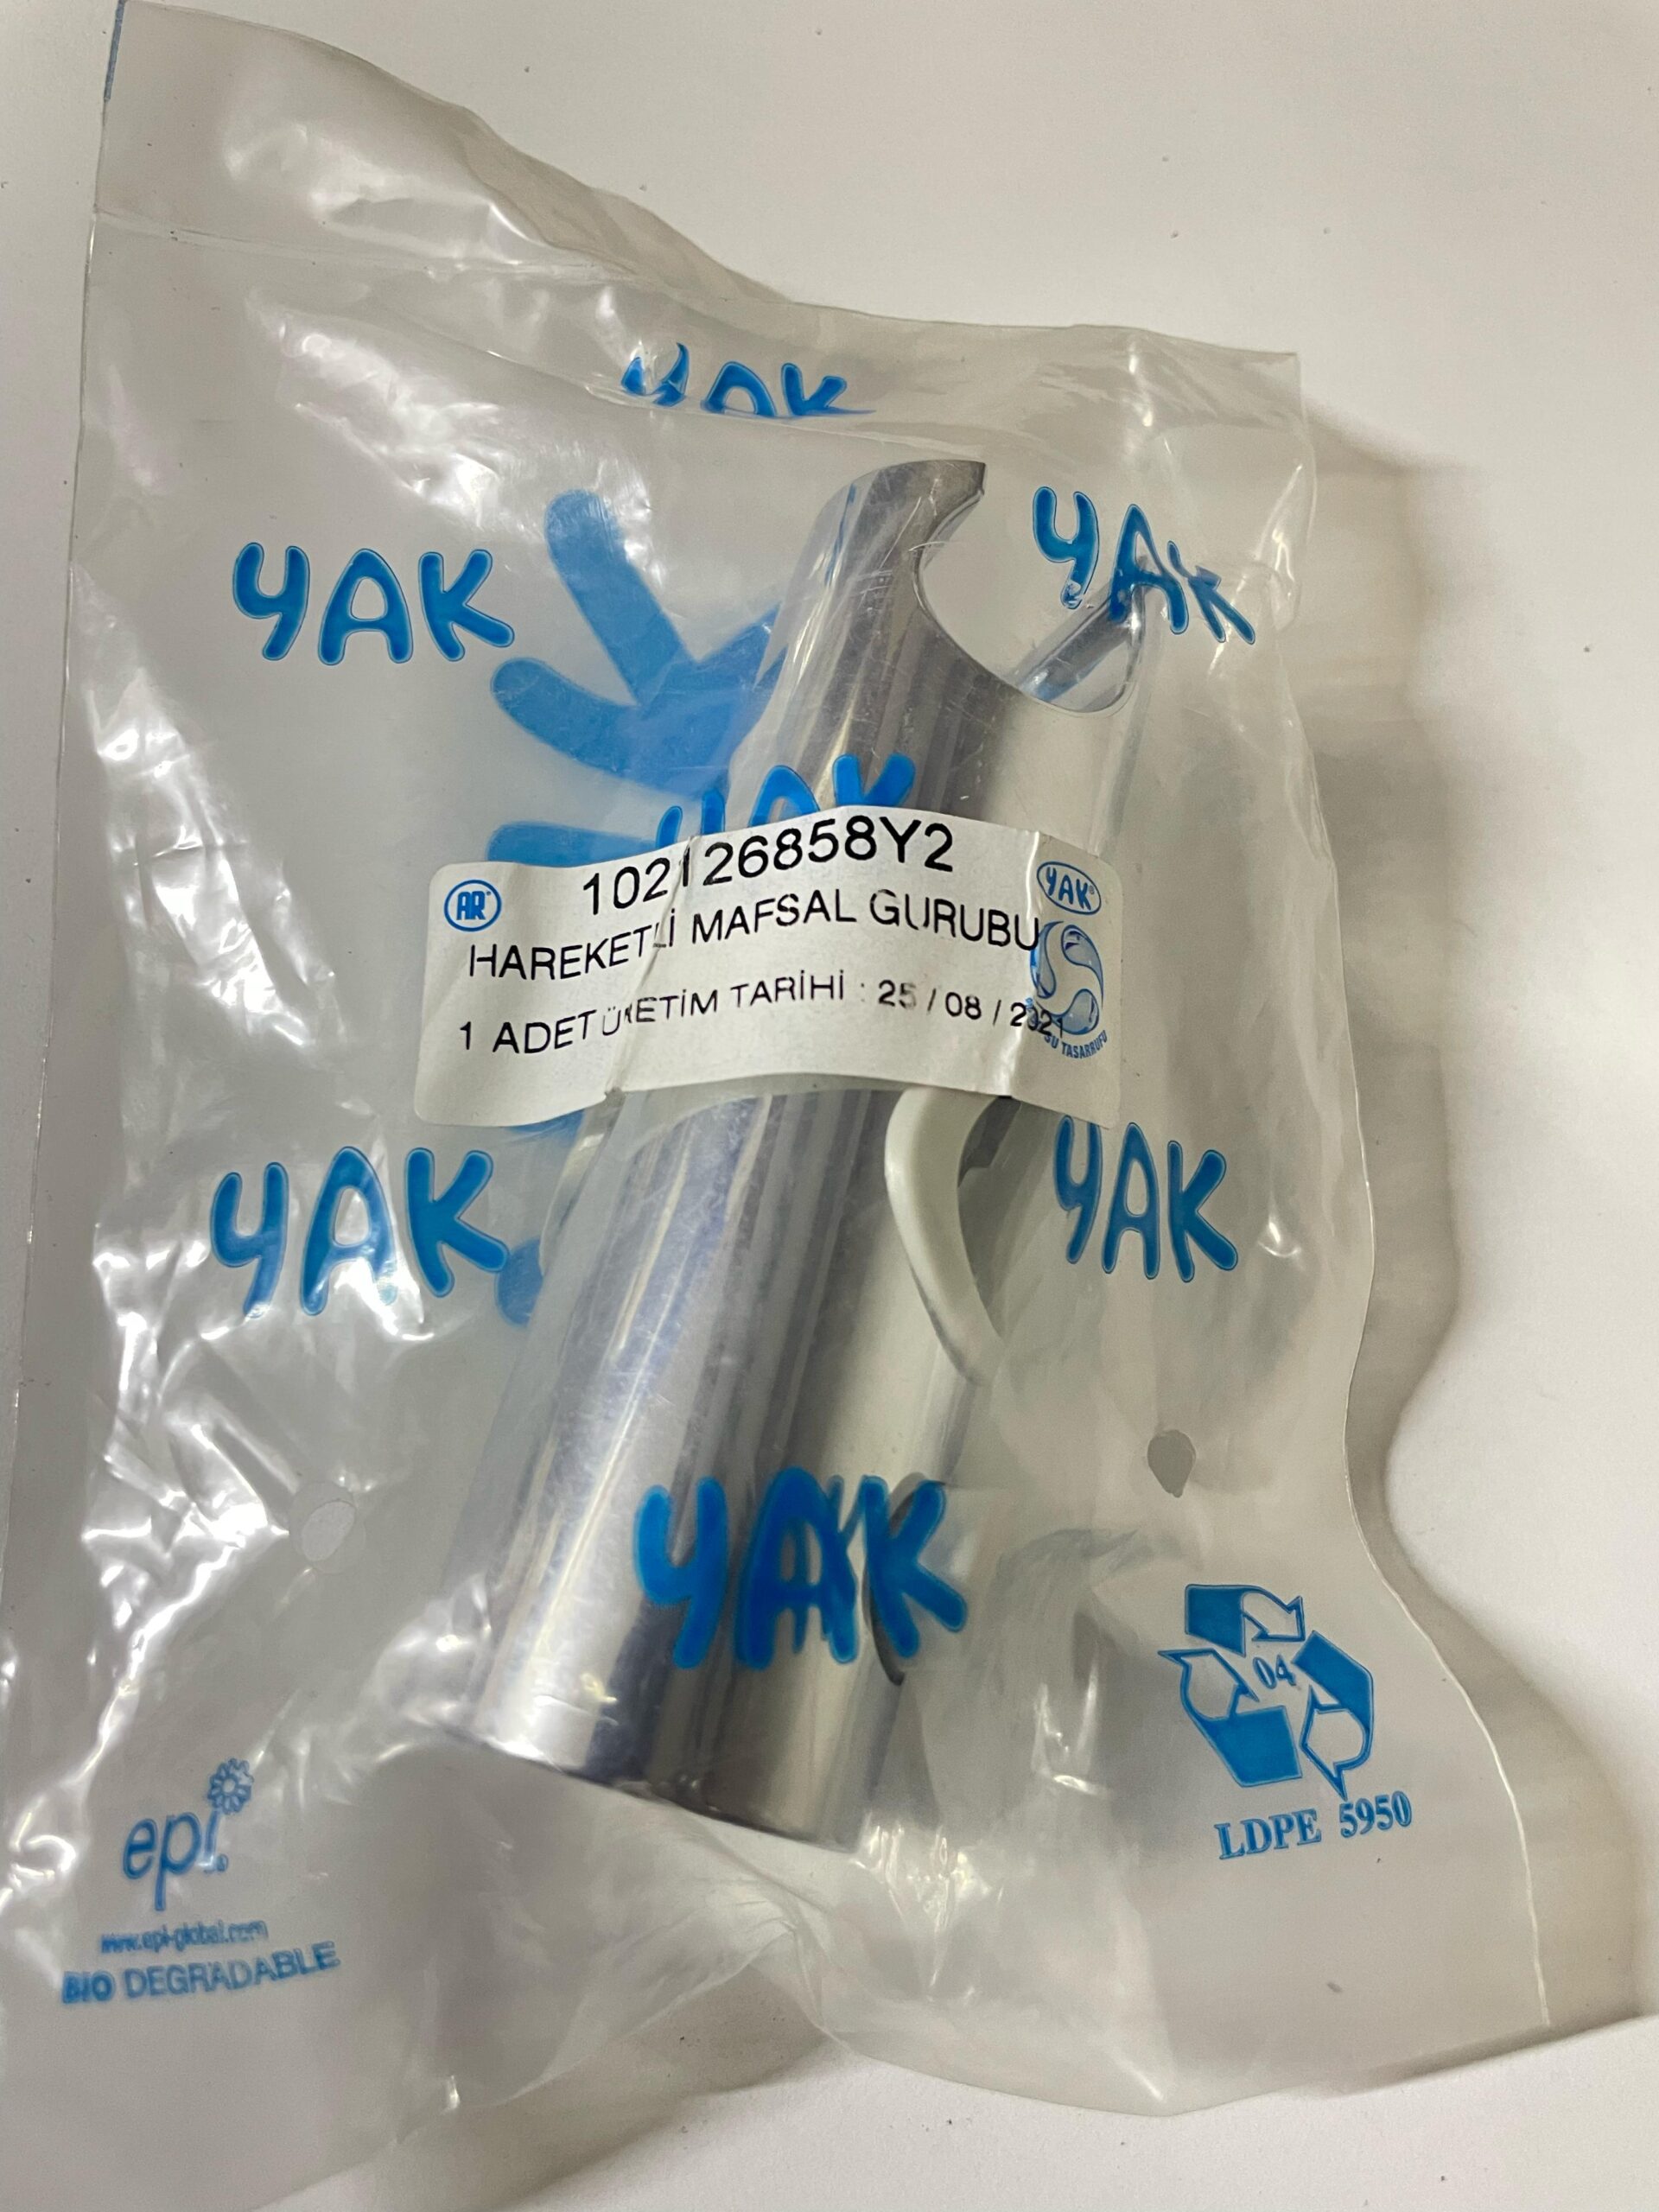 YAK
YAK
YAK
YAK
102126858Y2
AR
YAK
HAREKETLİ MAFSAL GURUBU
1 ADET ÜRETİM TARİHİ : 25 / 08 / 2021
SU TASARRUFU
YAK
YAK
YAK
04
LDPE 5950
epi
www.epi-global.com
BIO DEGRADABLE